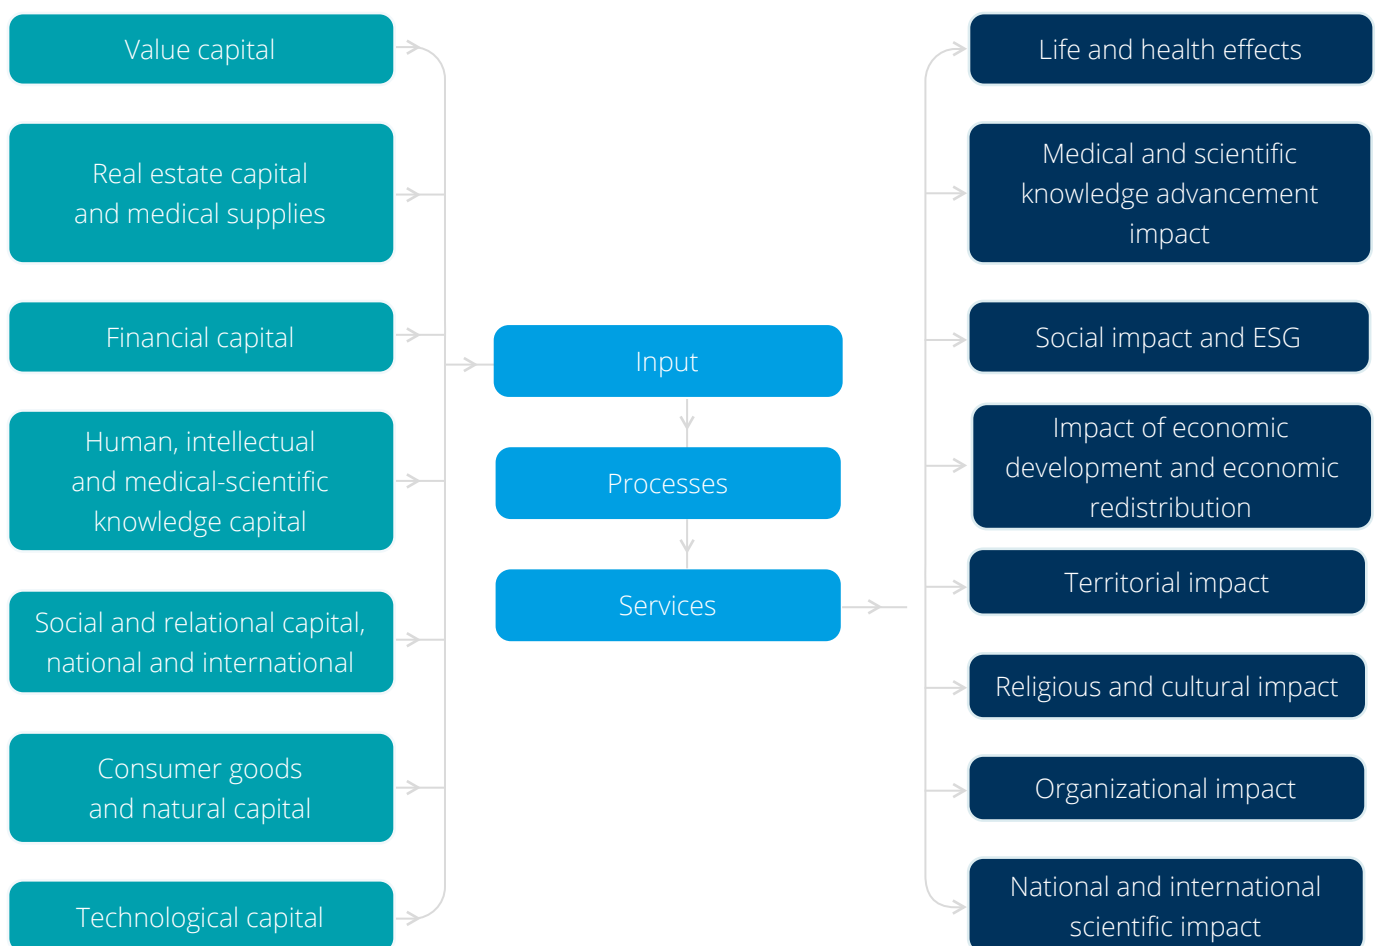 Value capital
Real estate capital
and medical supplies
Financial capital
Human, intellectual
and medical-scientific
knowledge capital
Social and relational capital,
national and international
Consumer goods
and natural capital
Technological capital
Input
Processes
Services
Life and health effects
Medical and scientific
knowledge advancement
impact
Social impact and ESG
Impact of economic
development and economic
redistribution
Territorial impact
Religious and cultural impact
Organizational impact
National and international
scientific impact